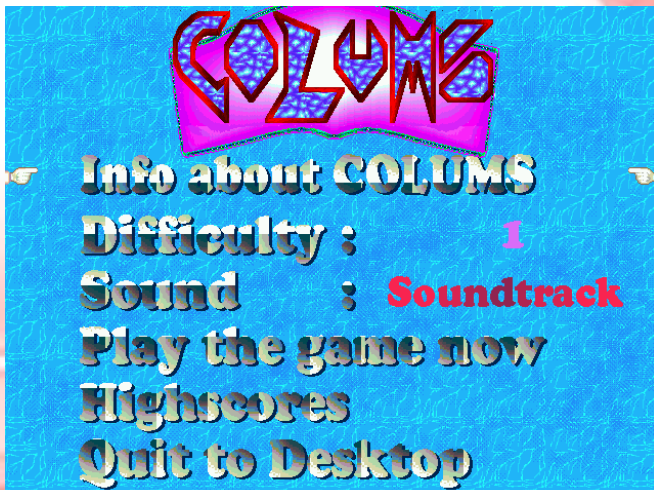 COLUMS
Info about COLUMS
Difficulty : 1
Sound : Soundtrack
Play the game now
Highscores
Quit to Desktop